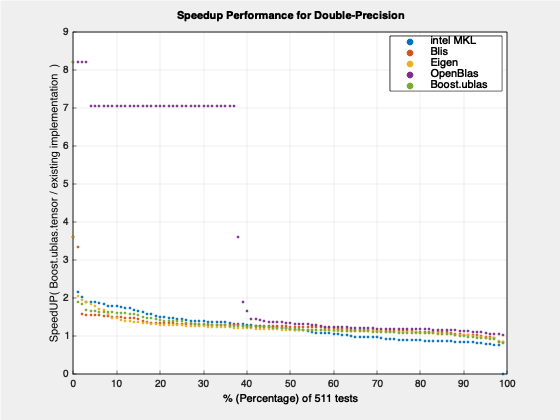 Speedup Performance for Double-Precision
SpeedUP( Boost.ublas.tensor / existing implementation )
9
8
7
6
5
4
3
2
1
0
intel MKL
Blis
Eigen
OpenBlas
Boost.ublas
0 10 20 30 40 50 60 70 80 90 100
% (Percentage) of 511 tests